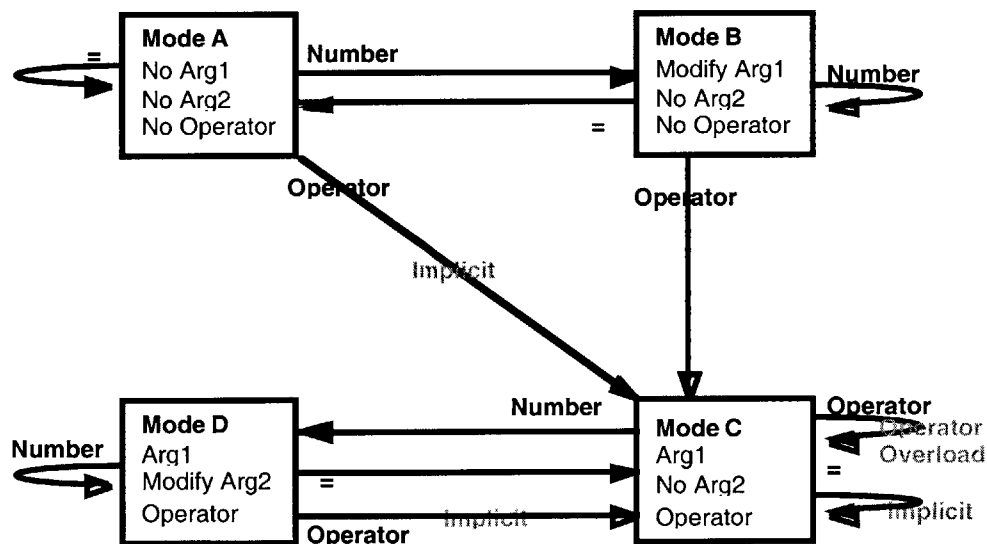 Mode A
No Arg1
No Arg2
No Operator
=
Number
=
Mode B
Modify Arg1
No Arg2
No Operator
Number
Operator
Operator
Implicit
Mode D
Arg1
Modify Arg2
Operator
Number
Number
=
Implicit
Operator
Mode C
Arg1
No Arg2
Operator
Operator
Operator
Overload
=
Implicit